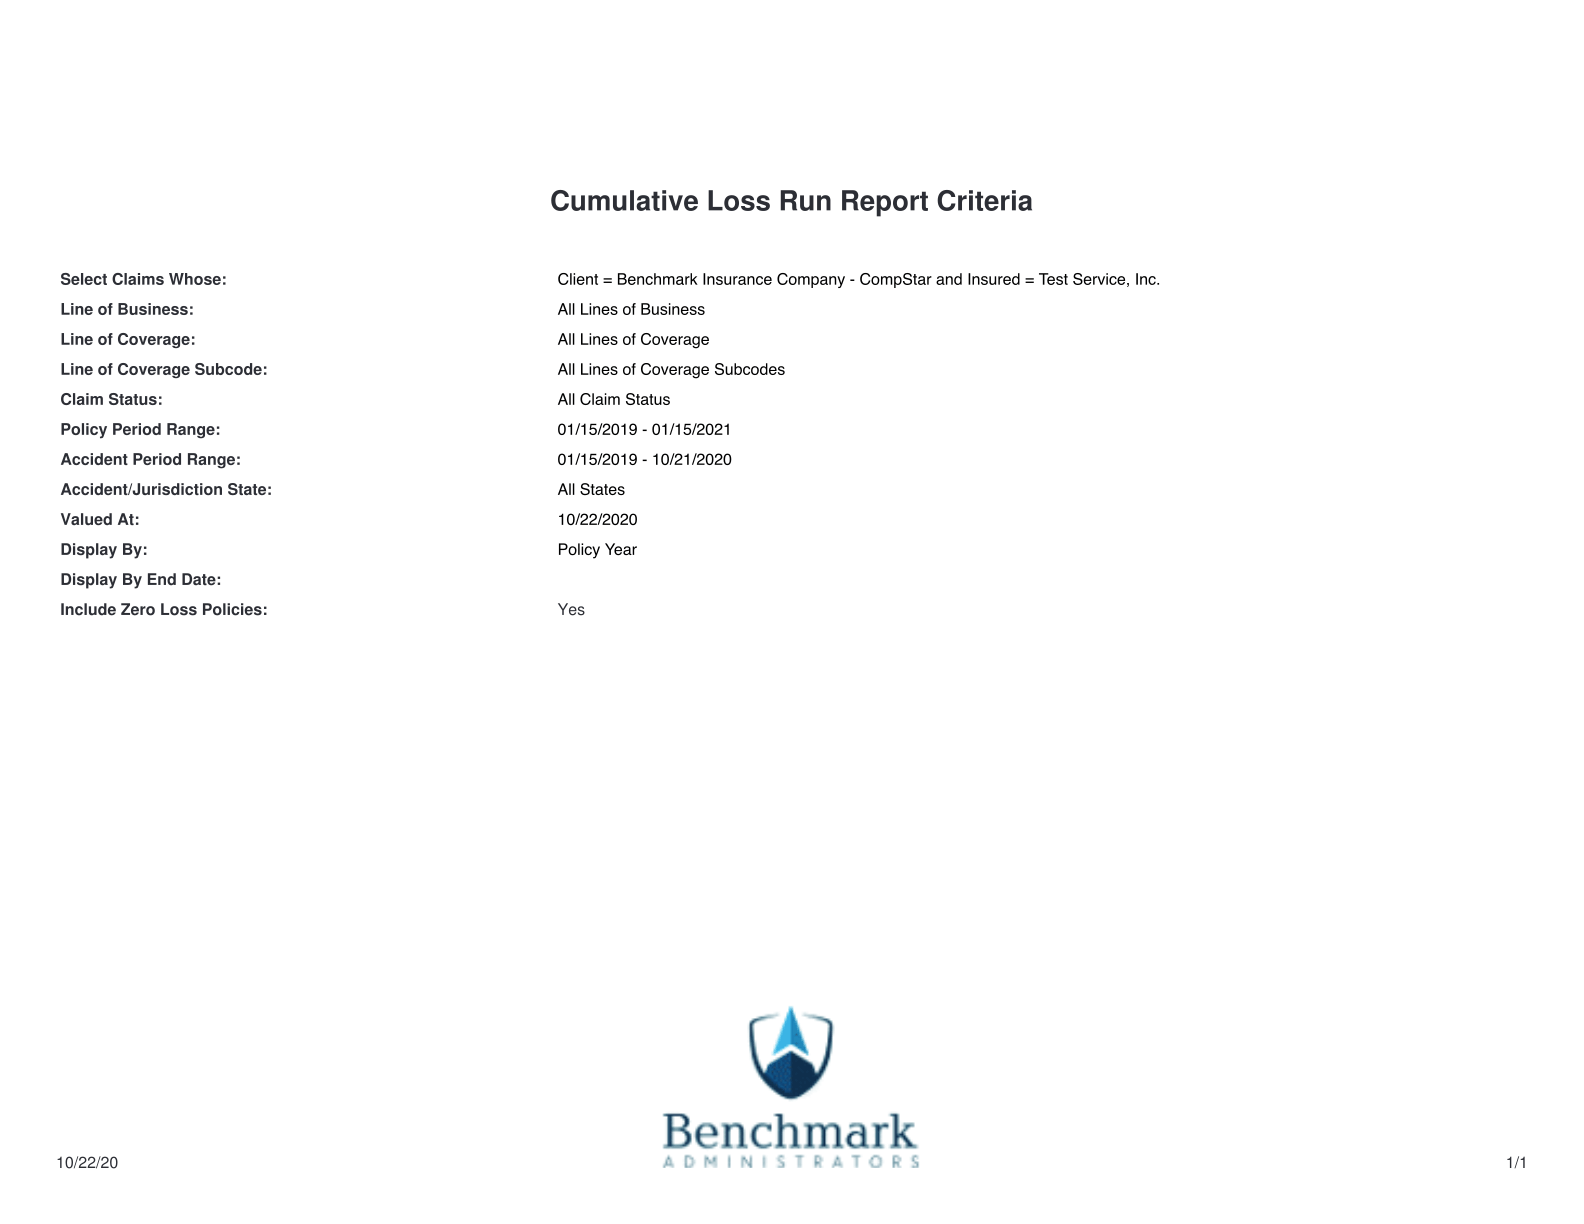 Cumulative Loss Run Report Criteria
Select Claims Whose: Client = Benchmark Insurance Company - CompStar and Insured = Test Service, Inc.
Line of Business: All Lines of Business
Line of Coverage: All Lines of Coverage
Line of Coverage Subcode: All Lines of Coverage Subcodes
Claim Status: All Claim Status
Policy Period Range: 01/15/2019 - 01/15/2021
Accident Period Range: 01/15/2019 - 10/21/2020
Accident/Jurisdiction State: All States
Valued At: 10/22/2020
Display By: Policy Year
Display By End Date:
Include Zero Loss Policies: Yes
Benchmark
ADMINISTRATORS
10/22/20 1/1